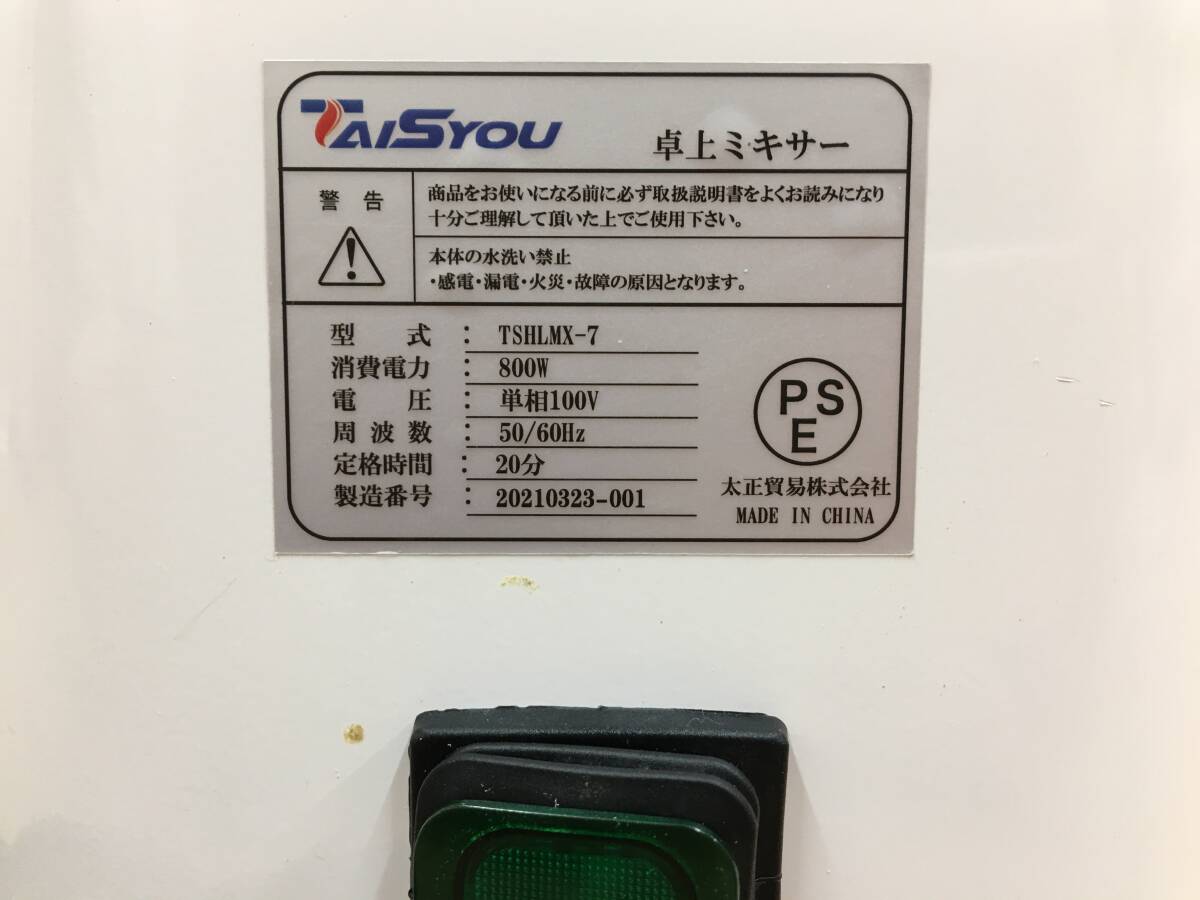 TAISYOU 卓上ミキサー
警告
商品をお使いになる前に必ず取扱説明書をよくお読みになり
十分ご理解して頂いた上でご使用下さい。
本体の水洗い禁止
・感電・漏電・火災・故障の原因となります。
型式：TSHLMX-7
消費電力：800W
電圧：単相100V
周波数：50/60Hz
定格時間：20分
製造番号：20210323-001
PSE
太正貿易株式会社
MADE IN CHINA